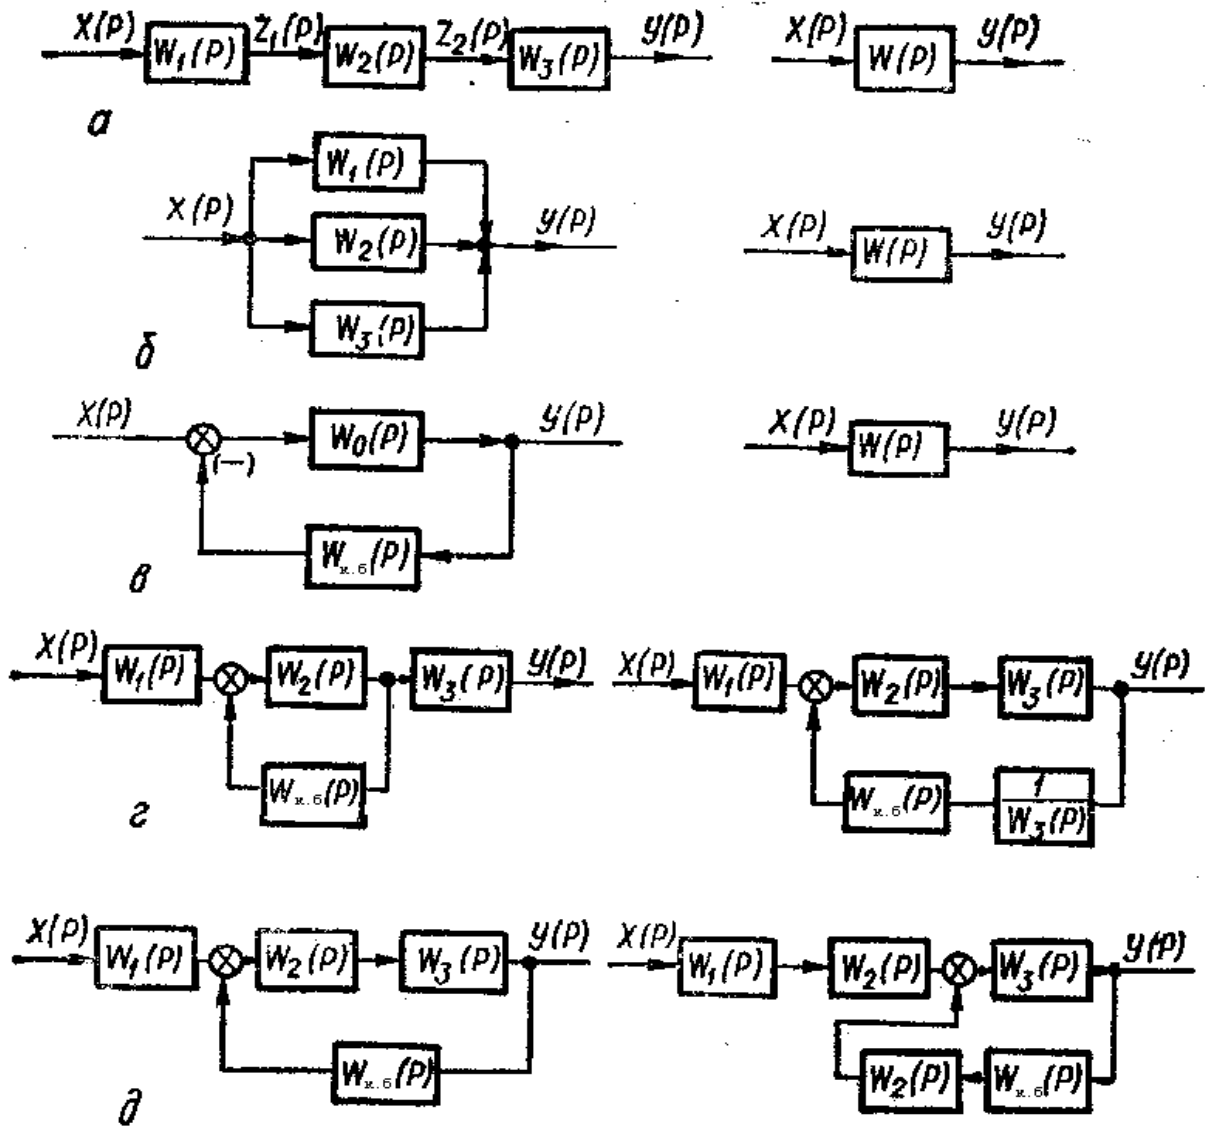 X(P) W₁(P) Z₁(P) W₂(P) Z₂(P) W₃(P) y(P) X(P) W(P) y(P)
а
W₁(P)
X(P) W₂(P) y(P) X(P) W(P) y(P)
W₃(P)
б
X(P) (−) W₀(P) y(P) X(P) W(P) y(P)
Wк.б(P)
в
X(P) W₁(P) W₂(P) W₃(P) y(P) X(P) W₁(P) W₂(P) W₃(P) y(P)
Wк.б(P) Wк.б(P) 1/W₃(P)
г
X(P) W₁(P) W₂(P) W₃(P) y(P) X(P) W₁(P) W₂(P) W₃(P) y(P)
Wк.б(P) W₂(P) Wк.б(P)
д